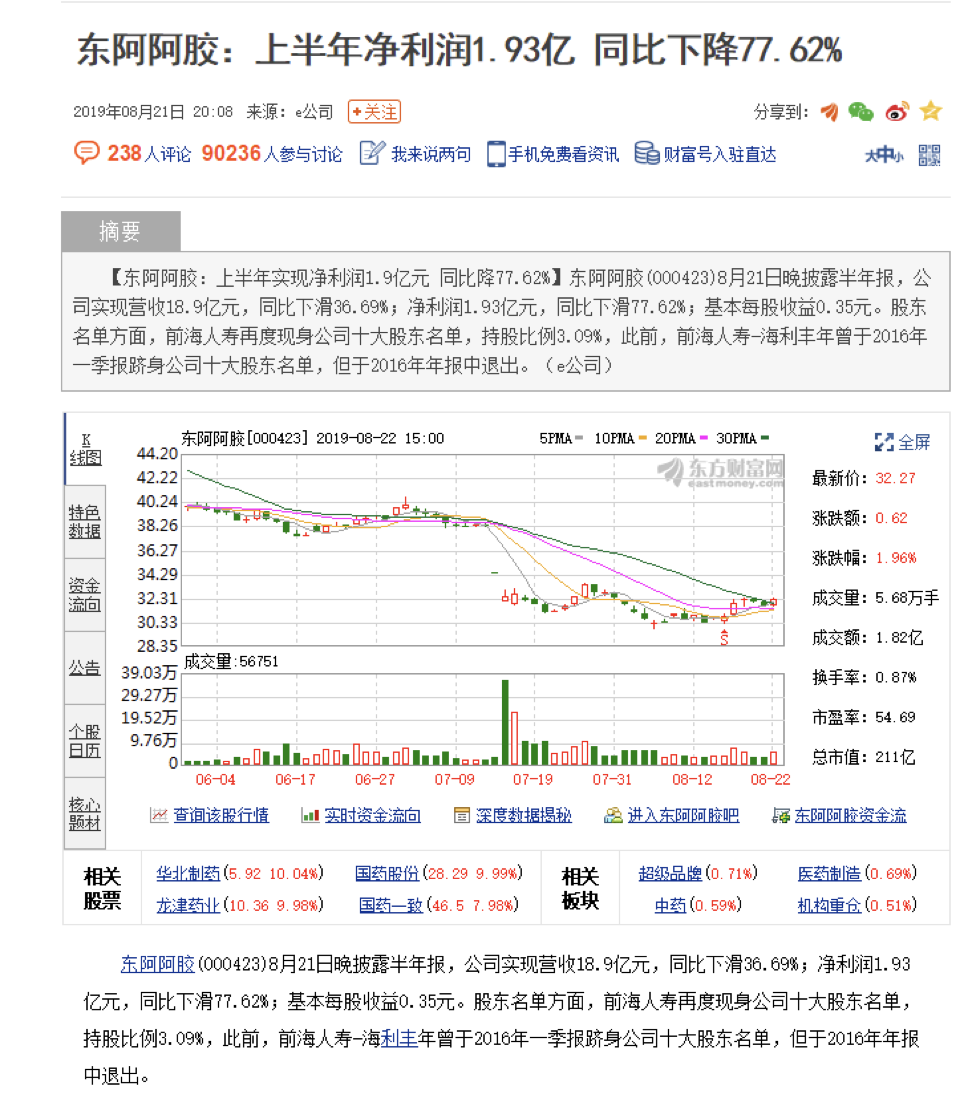 东阿阿胶：上半年净利润1.93亿 同比下降77.62%
2019年08月21日 20:08 来源：e公司 +关注 分享到：
238人评论 90236人参与讨论 我来说两句 手机免费看资讯 财富号入驻直达 大中小
摘要
【东阿阿胶：上半年实现净利润1.9亿元 同比降77.62%】东阿阿胶(000423)8月21日晚披露半年报，公
司实现营收18.9亿元，同比下滑36.69%；净利润1.93亿元，同比下滑77.62%；基本每股收益0.35元。股东
名单方面，前海人寿再度现身公司十大股东名单，持股比例3.09%，此前，前海人寿-海利丰年曾于2016年
一季报跻身公司十大股东名单，但于2016年年报中退出。（e公司）
K
线图
特色
数据
资金
流向
公告
个股
日历
核心
题材
东阿阿胶[000423] 2019-08-22 15:00 5PMA 10PMA 20PMA 30PMA
44.20
42.22
40.24
38.26
36.27
34.29
32.31
30.33
28.35
东方财富网
eastmoney.com
S
成交量:56751
39.03万
29.27万
19.52万
9.76万
0
06-04 06-17 06-27 07-09 07-19 07-31 08-12 08-22
全屏
最新价：32.27
涨跌额：0.62
涨跌幅：1.96%
成交量：5.68万手
成交额：1.82亿
换手率：0.87%
市盈率：54.69
总市值：211亿
查询该股行情 实时资金流向 深度数据揭秘 进入东阿阿胶吧 东阿阿胶资金流
相关
股票
华北制药(5.92 10.04%) 国药股份(28.29 9.99%)
龙津药业(10.36 9.98%) 国药一致(46.5 7.98%)
相关
板块
超级品牌(0.71%) 医药制造(0.69%)
中药(0.59%) 机构重仓(0.51%)
东阿阿胶(000423)8月21日晚披露半年报，公司实现营收18.9亿元，同比下滑36.69%；净利润1.93
亿元，同比下滑77.62%；基本每股收益0.35元。股东名单方面，前海人寿再度现身公司十大股东名单，
持股比例3.09%，此前，前海人寿-海利丰年曾于2016年一季报跻身公司十大股东名单，但于2016年年报
中退出。